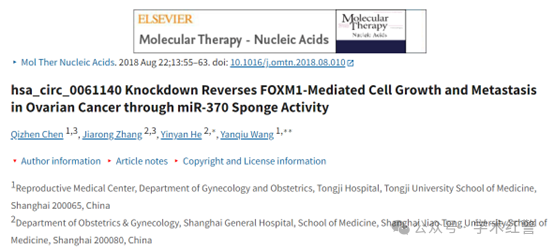 ELSEVIER
Molecular Therapy - Nucleic Acids
Molecular
Therapy
Nucleic Acids
Mol Ther Nucleic Acids. 2018 Aug 22;13:55–63. doi: 10.1016/j.omtn.2018.08.010
hsa_circ_0061140 Knockdown Reverses FOXM1-Mediated Cell Growth and Metastasis
in Ovarian Cancer through miR-370 Sponge Activity
Qizhen Chen 1,3, Jiarong Zhang 2,3, Yinyan He 2,*, Yanqiu Wang 1,**
▸ Author information ▸ Article notes ▸ Copyright and License information
1Reproductive Medical Center, Department of Gynecology and Obstetrics, Tongji Hospital, Tongji University School of Medicine,
Shanghai 200065, China
2Department of Obstetrics & Gynecology, Shanghai General Hospital, School of Medicine, Shanghai Jiao Tong University School of
Medicine, Shanghai 200080, China
公众号 · 学术红管